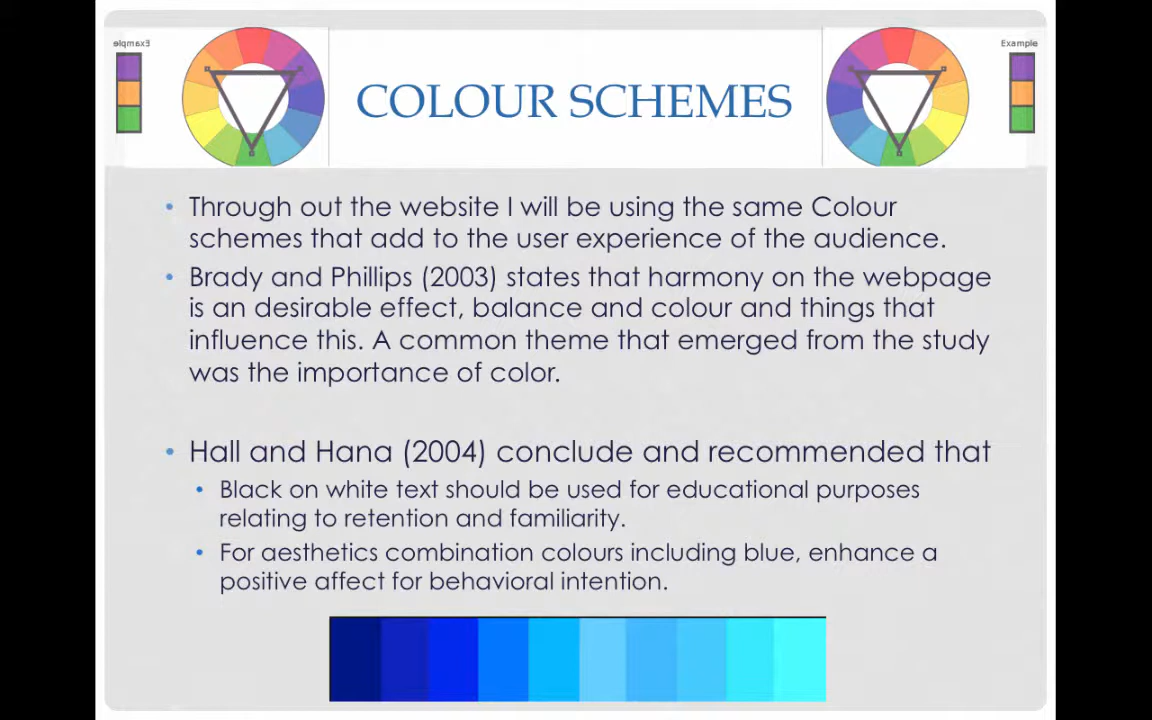 Example
COLOUR SCHEMES
Example
Through out the website I will be using the same Colour
schemes that add to the user experience of the audience.
Brady and Phillips (2003) states that harmony on the webpage
is an desirable effect, balance and colour and things that
influence this. A common theme that emerged from the study
was the importance of color.
Hall and Hana (2004) conclude and recommended that
Black on white text should be used for educational purposes
relating to retention and familiarity.
For aesthetics combination colours including blue, enhance a
positive affect for behavioral intention.